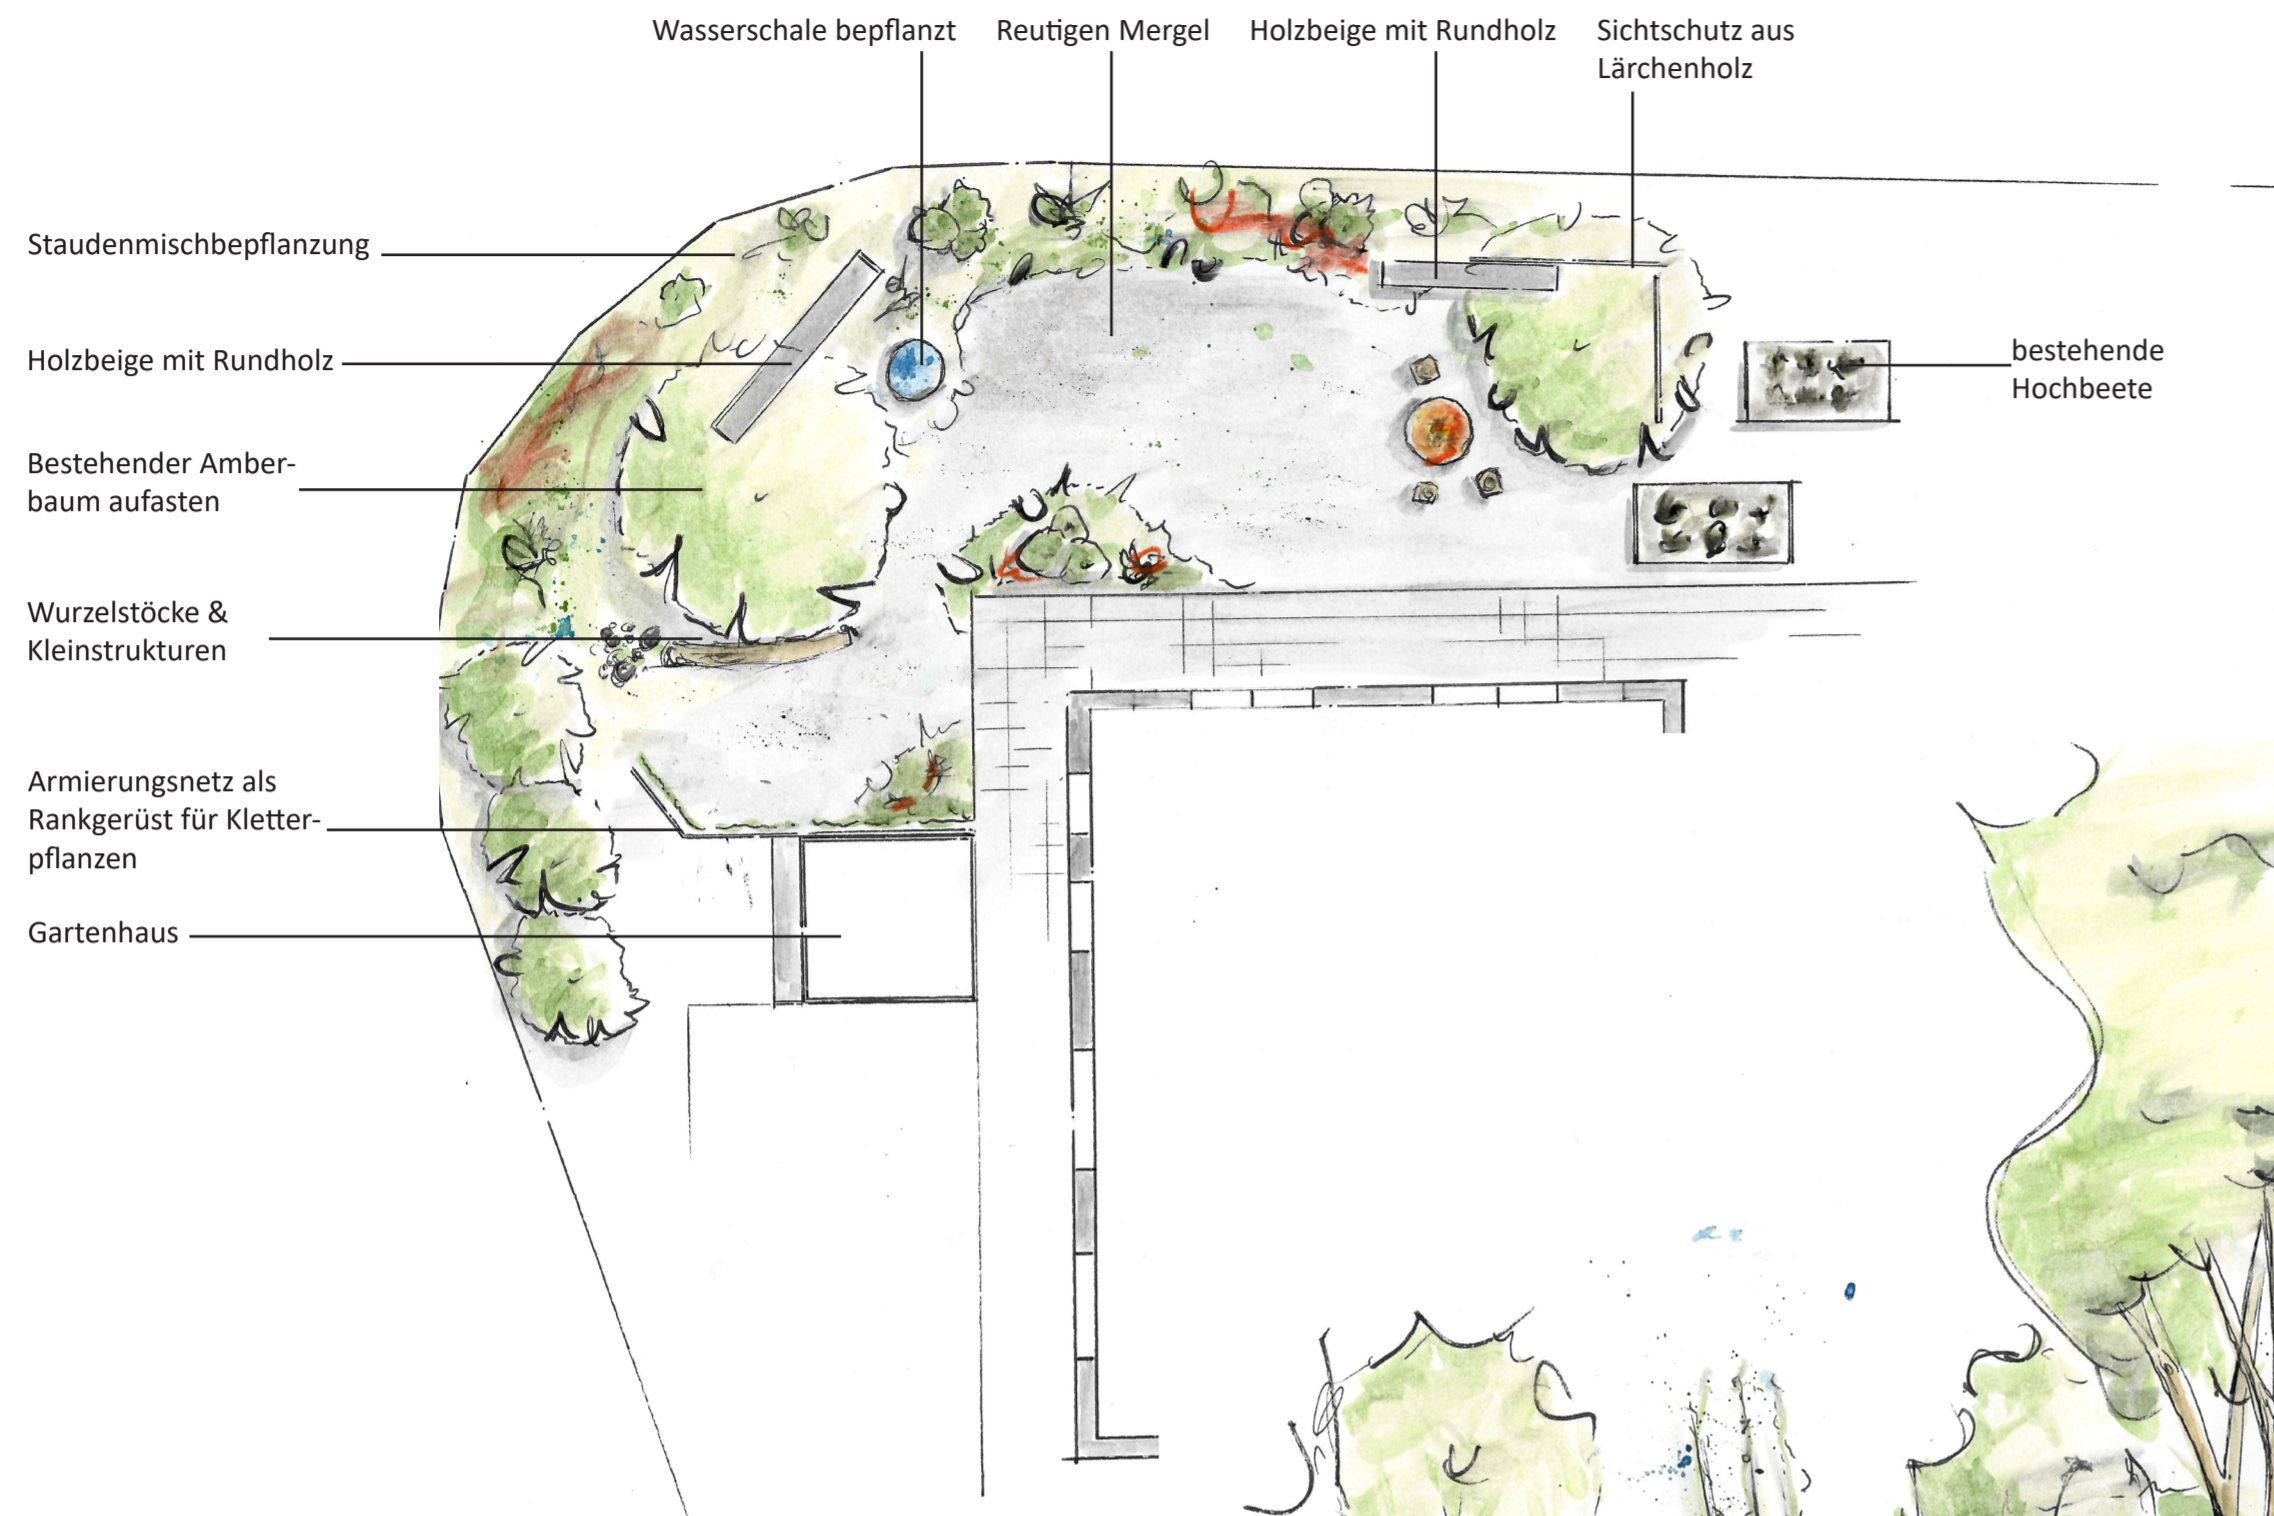 Wasserschale bepflanzt
Reutigen Mergel
Holzbeige mit Rundholz
Sichtschutz aus
Lärchenholz
Staudenmischbepflanzung
Holzbeige mit Rundholz
bestehende
Hochbeete
Bestehender Amber-
baum aufasten
Wurzelstöcke &
Kleinstrukturen
Armierungsnetz als
Rankgerüst für Kletter-
pflanzen
Gartenhaus